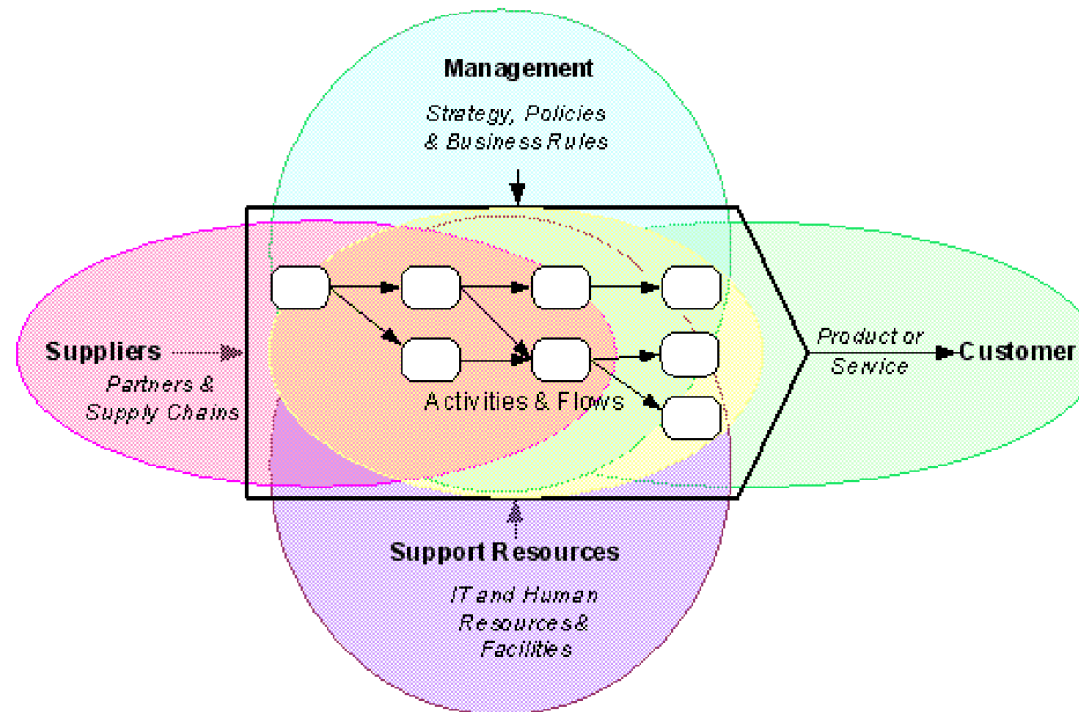 Management
Strategy, Policies
& Business Rules
Suppliers
Partners &
Supply Chains
Activities & Flows
Product or
Service
Customer
Support Resources
IT and Human
Resources &
Facilities